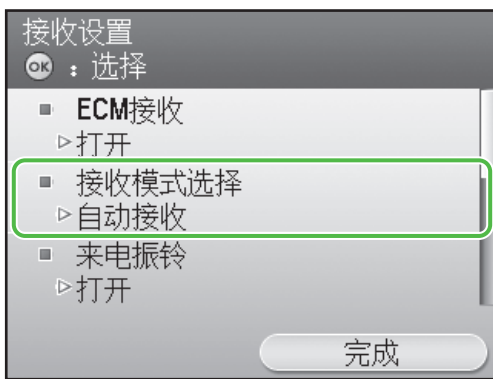 接收设置
OK：选择
ECM接收
打开
接收模式选择
自动接收
来电振铃
打开
完成